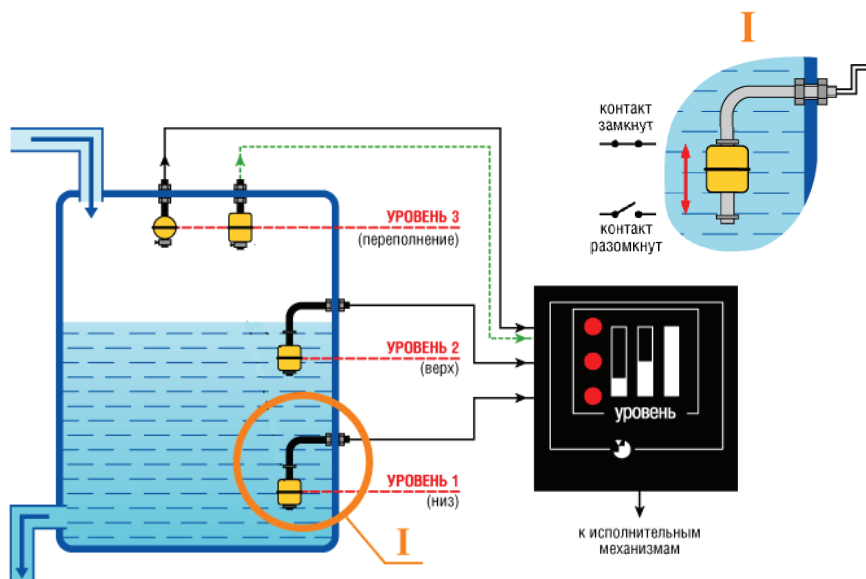 I
контакт
замкнут
контакт
разомкнут
УРОВЕНЬ 3
(переполнение)
УРОВЕНЬ 2
(верх)
УРОВЕНЬ 1
(низ)
I
уровень
к исполнительным
механизмам